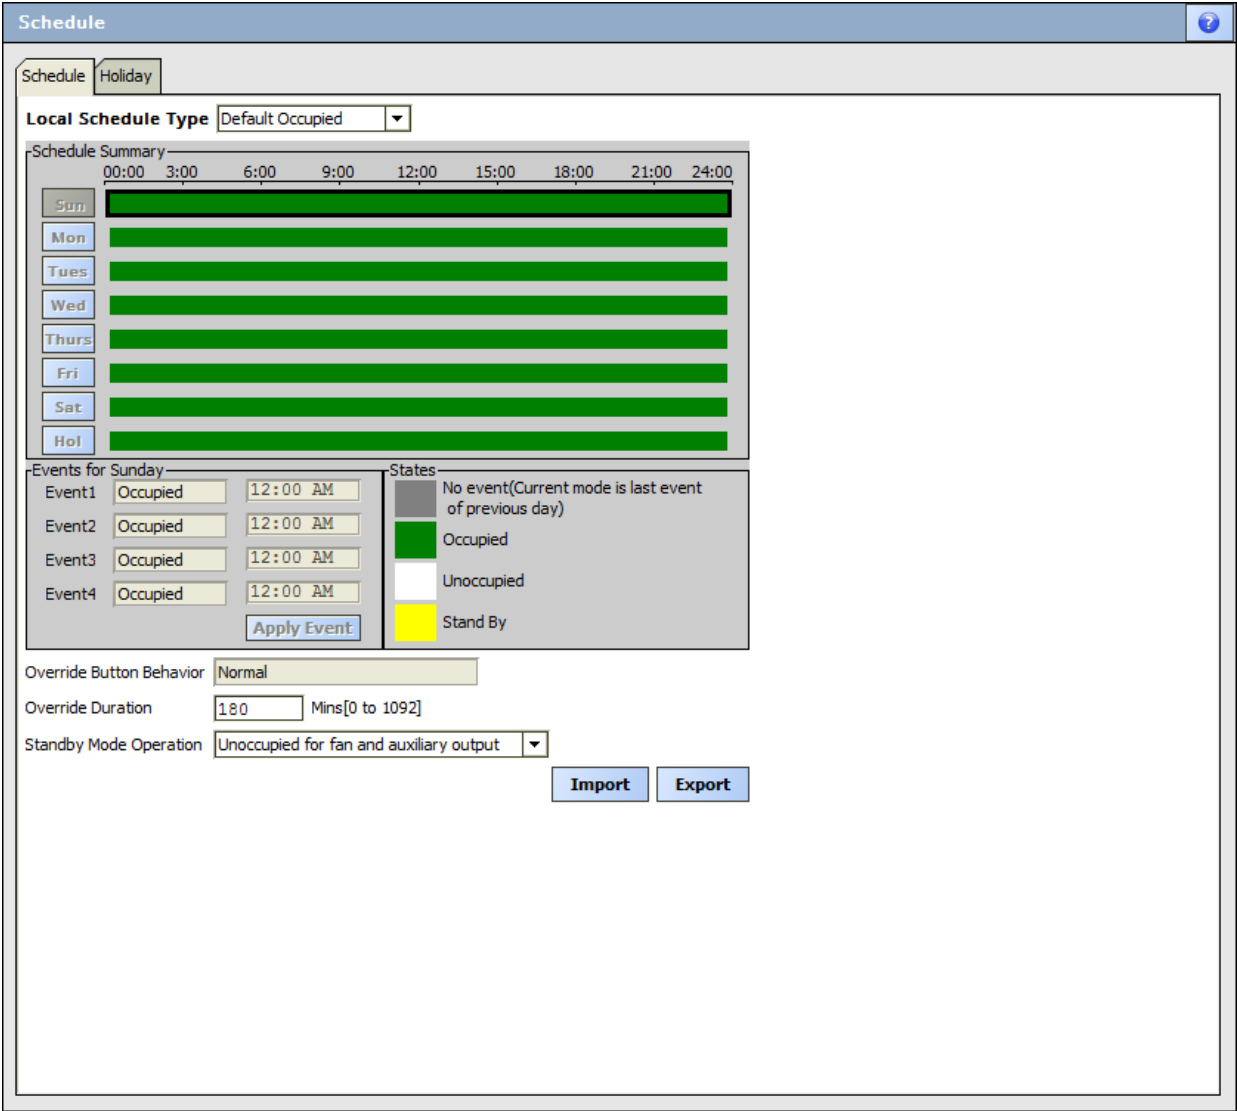 Schedule
?
Schedule Holiday
Local Schedule Type Default Occupied
Schedule Summary
00:00 3:00 6:00 9:00 12:00 15:00 18:00 21:00 24:00
Sun
Mon
Tues
Wed
Thurs
Fri
Sat
Hol
Events for Sunday
Event1 Occupied 12:00 AM
Event2 Occupied 12:00 AM
Event3 Occupied 12:00 AM
Event4 Occupied 12:00 AM
Apply Event
States
No event(Current mode is last event
of previous day)
Occupied
Unoccupied
Stand By
Override Button Behavior Normal
Override Duration 180 Mins[0 to 1092]
Standby Mode Operation Unoccupied for fan and auxiliary output
Import Export